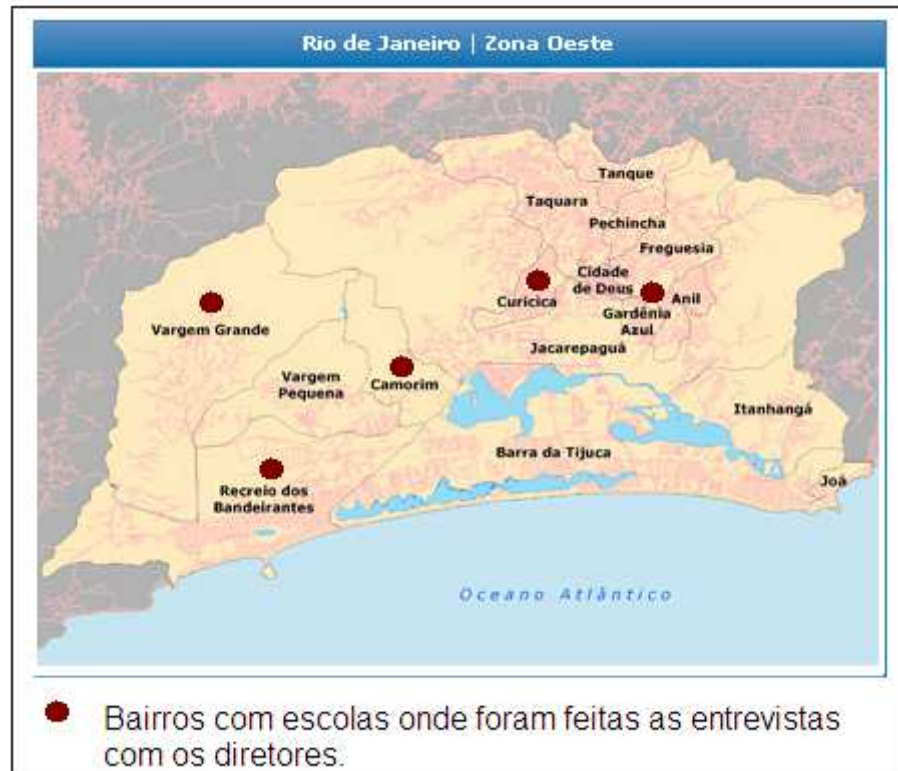 Rio de Janeiro | Zona Oeste
Tanque
Taquara
Pechincha
Freguesia
Cidade
de Deus
Curicica
Anil
Gardênia
Azul
Vargem Grande
Jacarepaguá
Vargem
Pequena
Camorim
Itanhangá
Barra da Tijuca
Joá
Recreio dos
Bandeirantes
Oceano Atlântico
Bairros com escolas onde foram feitas as entrevistas
com os diretores.